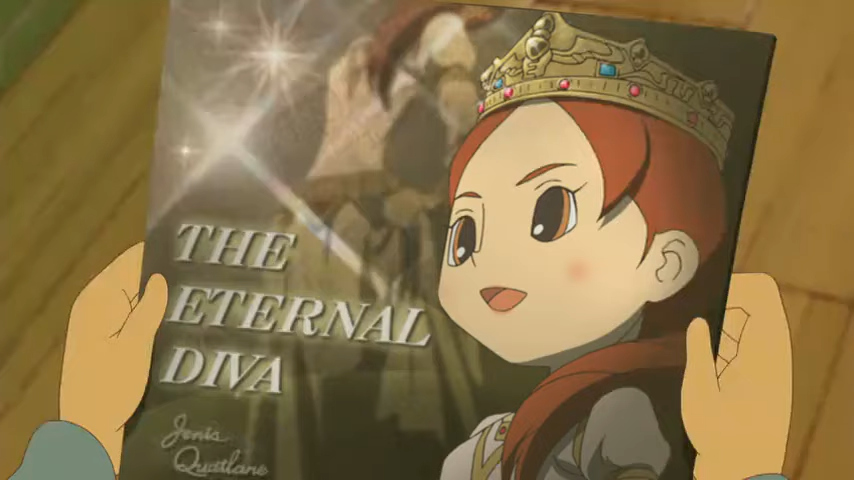 THE
ETERNAL
DIVA
Jenis
Quatlane